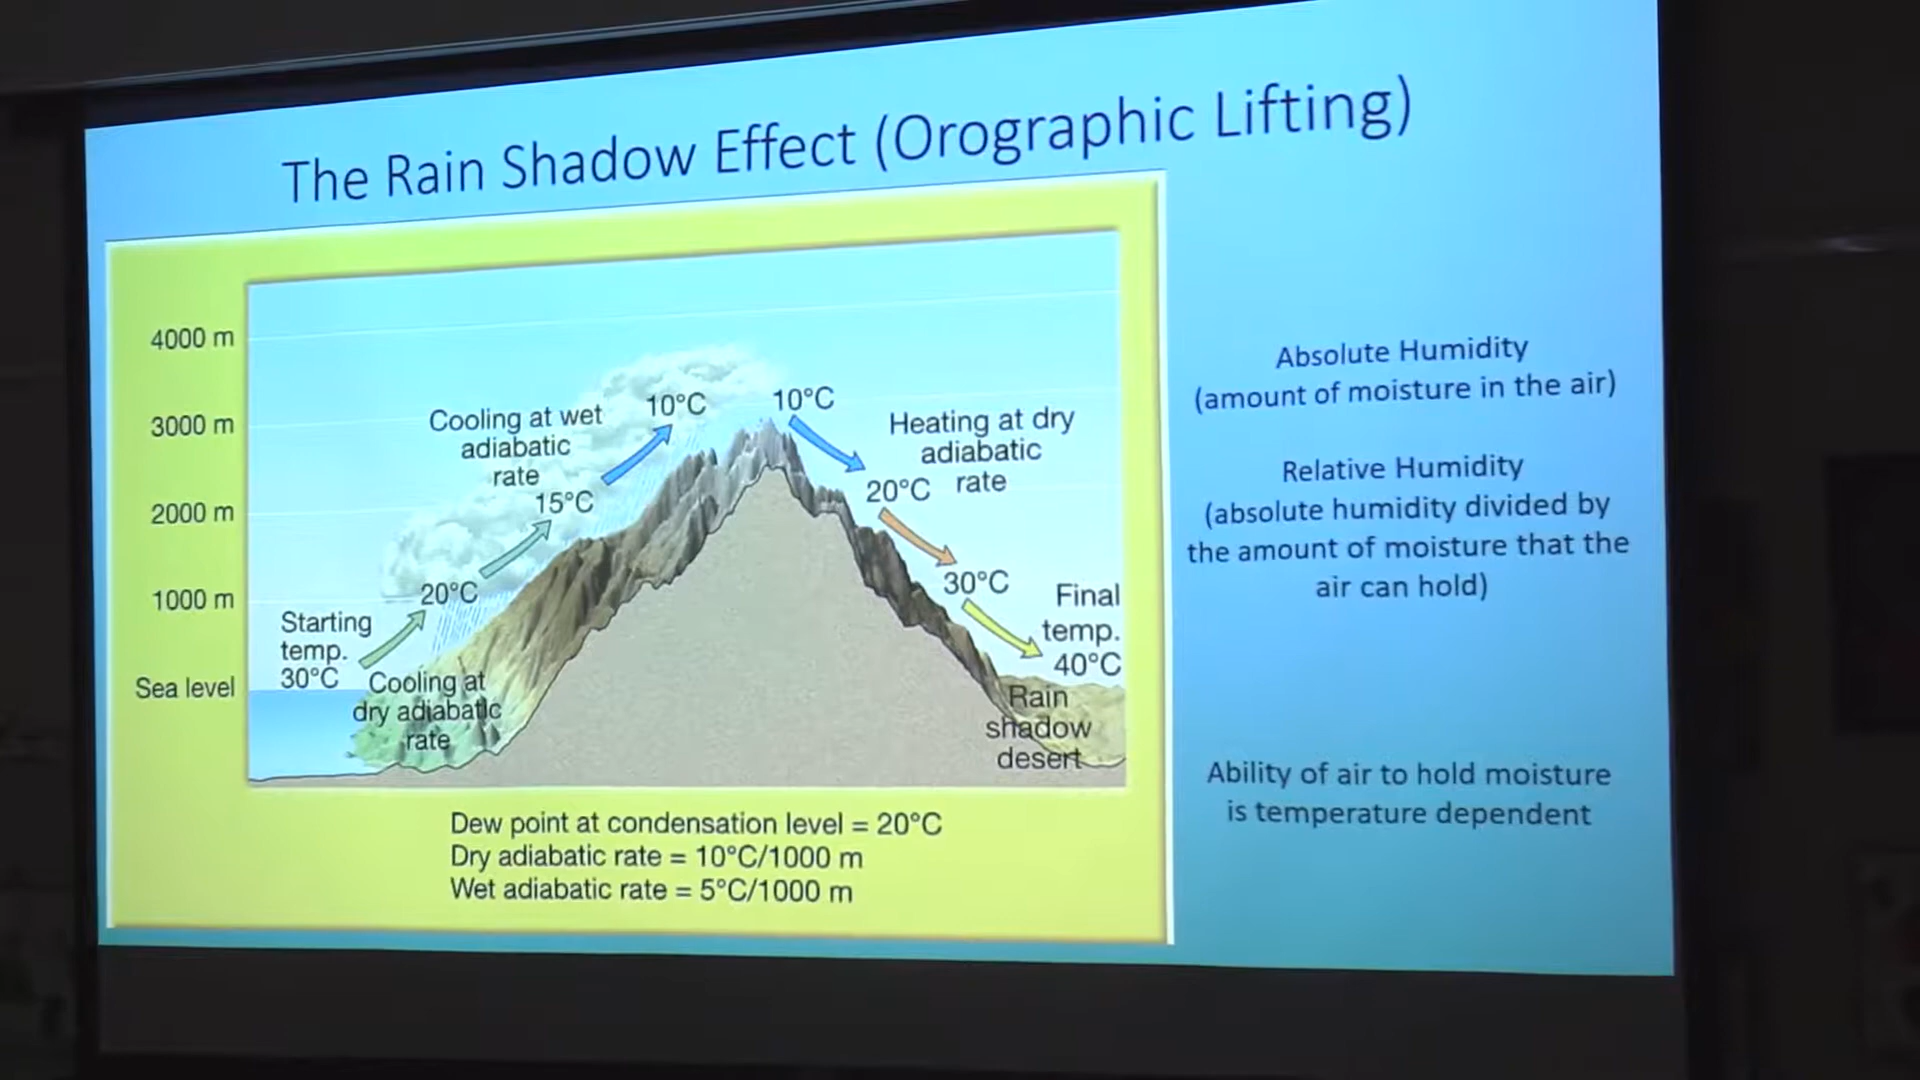 The Rain Shadow Effect (Orographic Lifting)
4000 m
3000 m
2000 m
1000 m
Sea level
Starting
temp.
30°C
Cooling at
dry adiabatic
rate
20°C
Cooling at wet
adiabatic
rate
15°C
10°C
10°C
Heating at dry
adiabatic
rate
20°C
30°C
Final
temp.
40°C
Rain
shadow
desert
Dew point at condensation level = 20°C
Dry adiabatic rate = 10°C/1000 m
Wet adiabatic rate = 5°C/1000 m
Absolute Humidity
(amount of moisture in the air)
Relative Humidity
(absolute humidity divided by
the amount of moisture that the
air can hold)
Ability of air to hold moisture
is temperature dependent